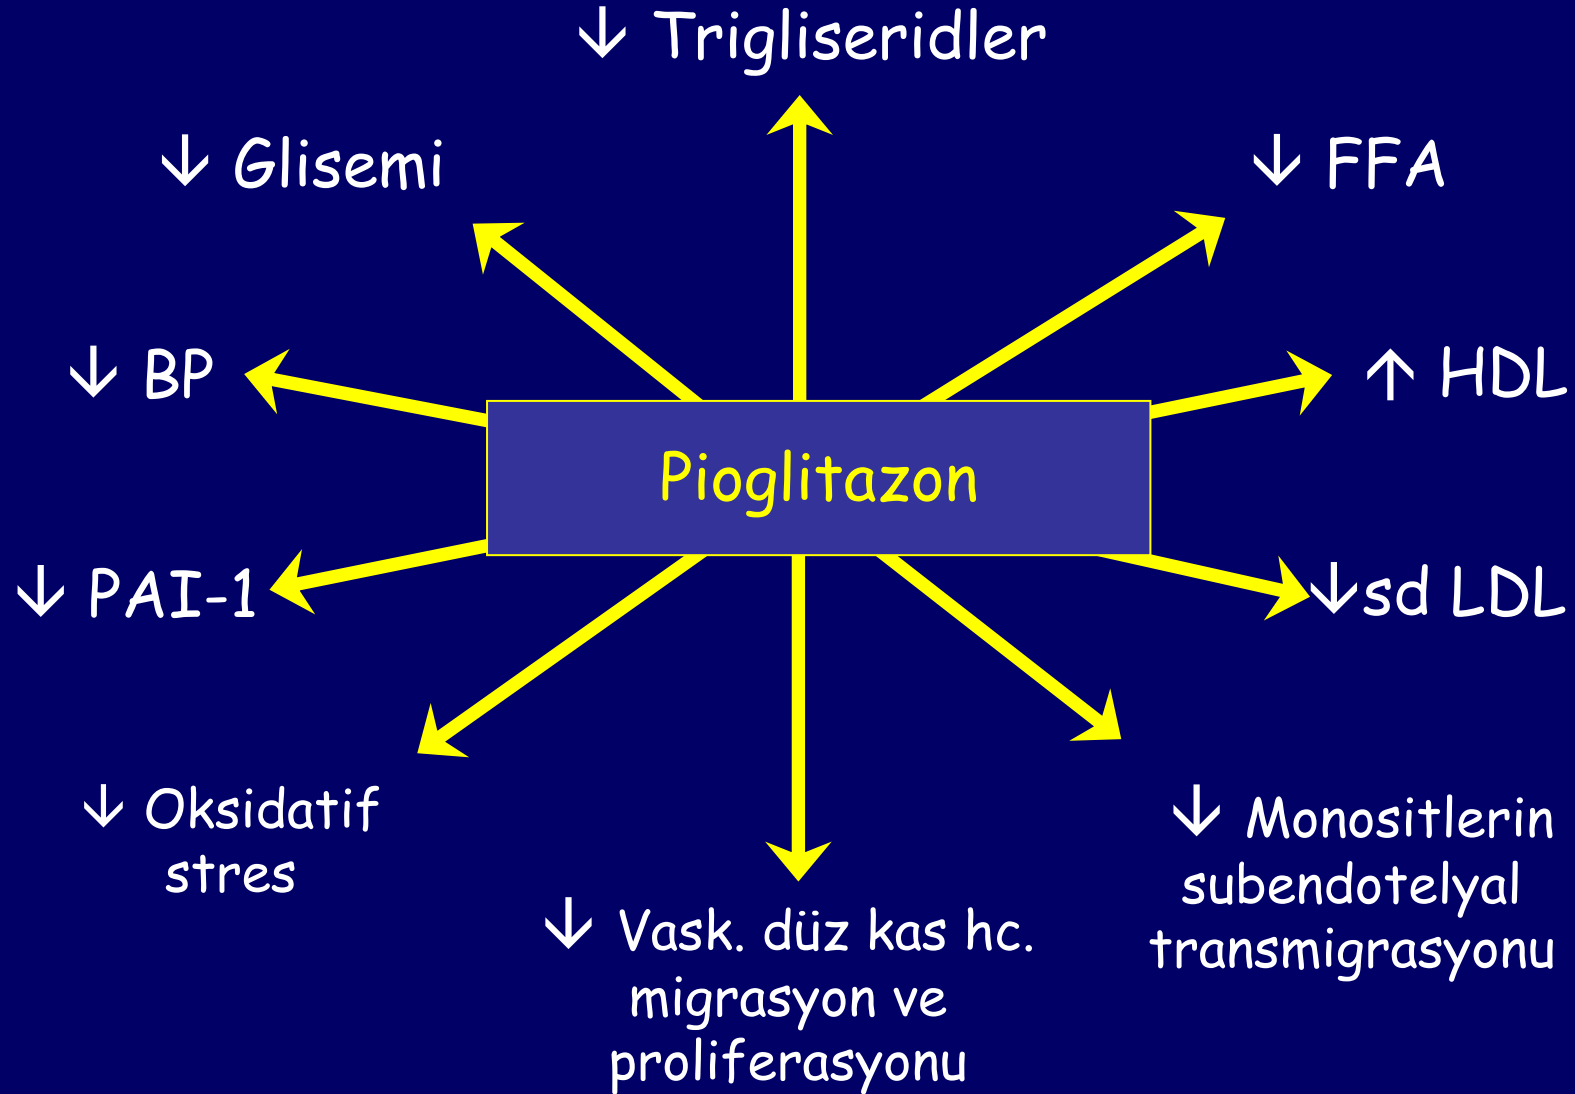 ↓ Trigliseridler
↓ Glisemi
↓ FFA
↓ BP
↑ HDL
Pioglitazon
↓ PAI-1
↓sd LDL
↓ Oksidatif
stres
↓ Monositlerin
subendotelyal
transmigrasyonu
↓ Vask. düz kas hc.
migrasyon ve
proliferasyonu